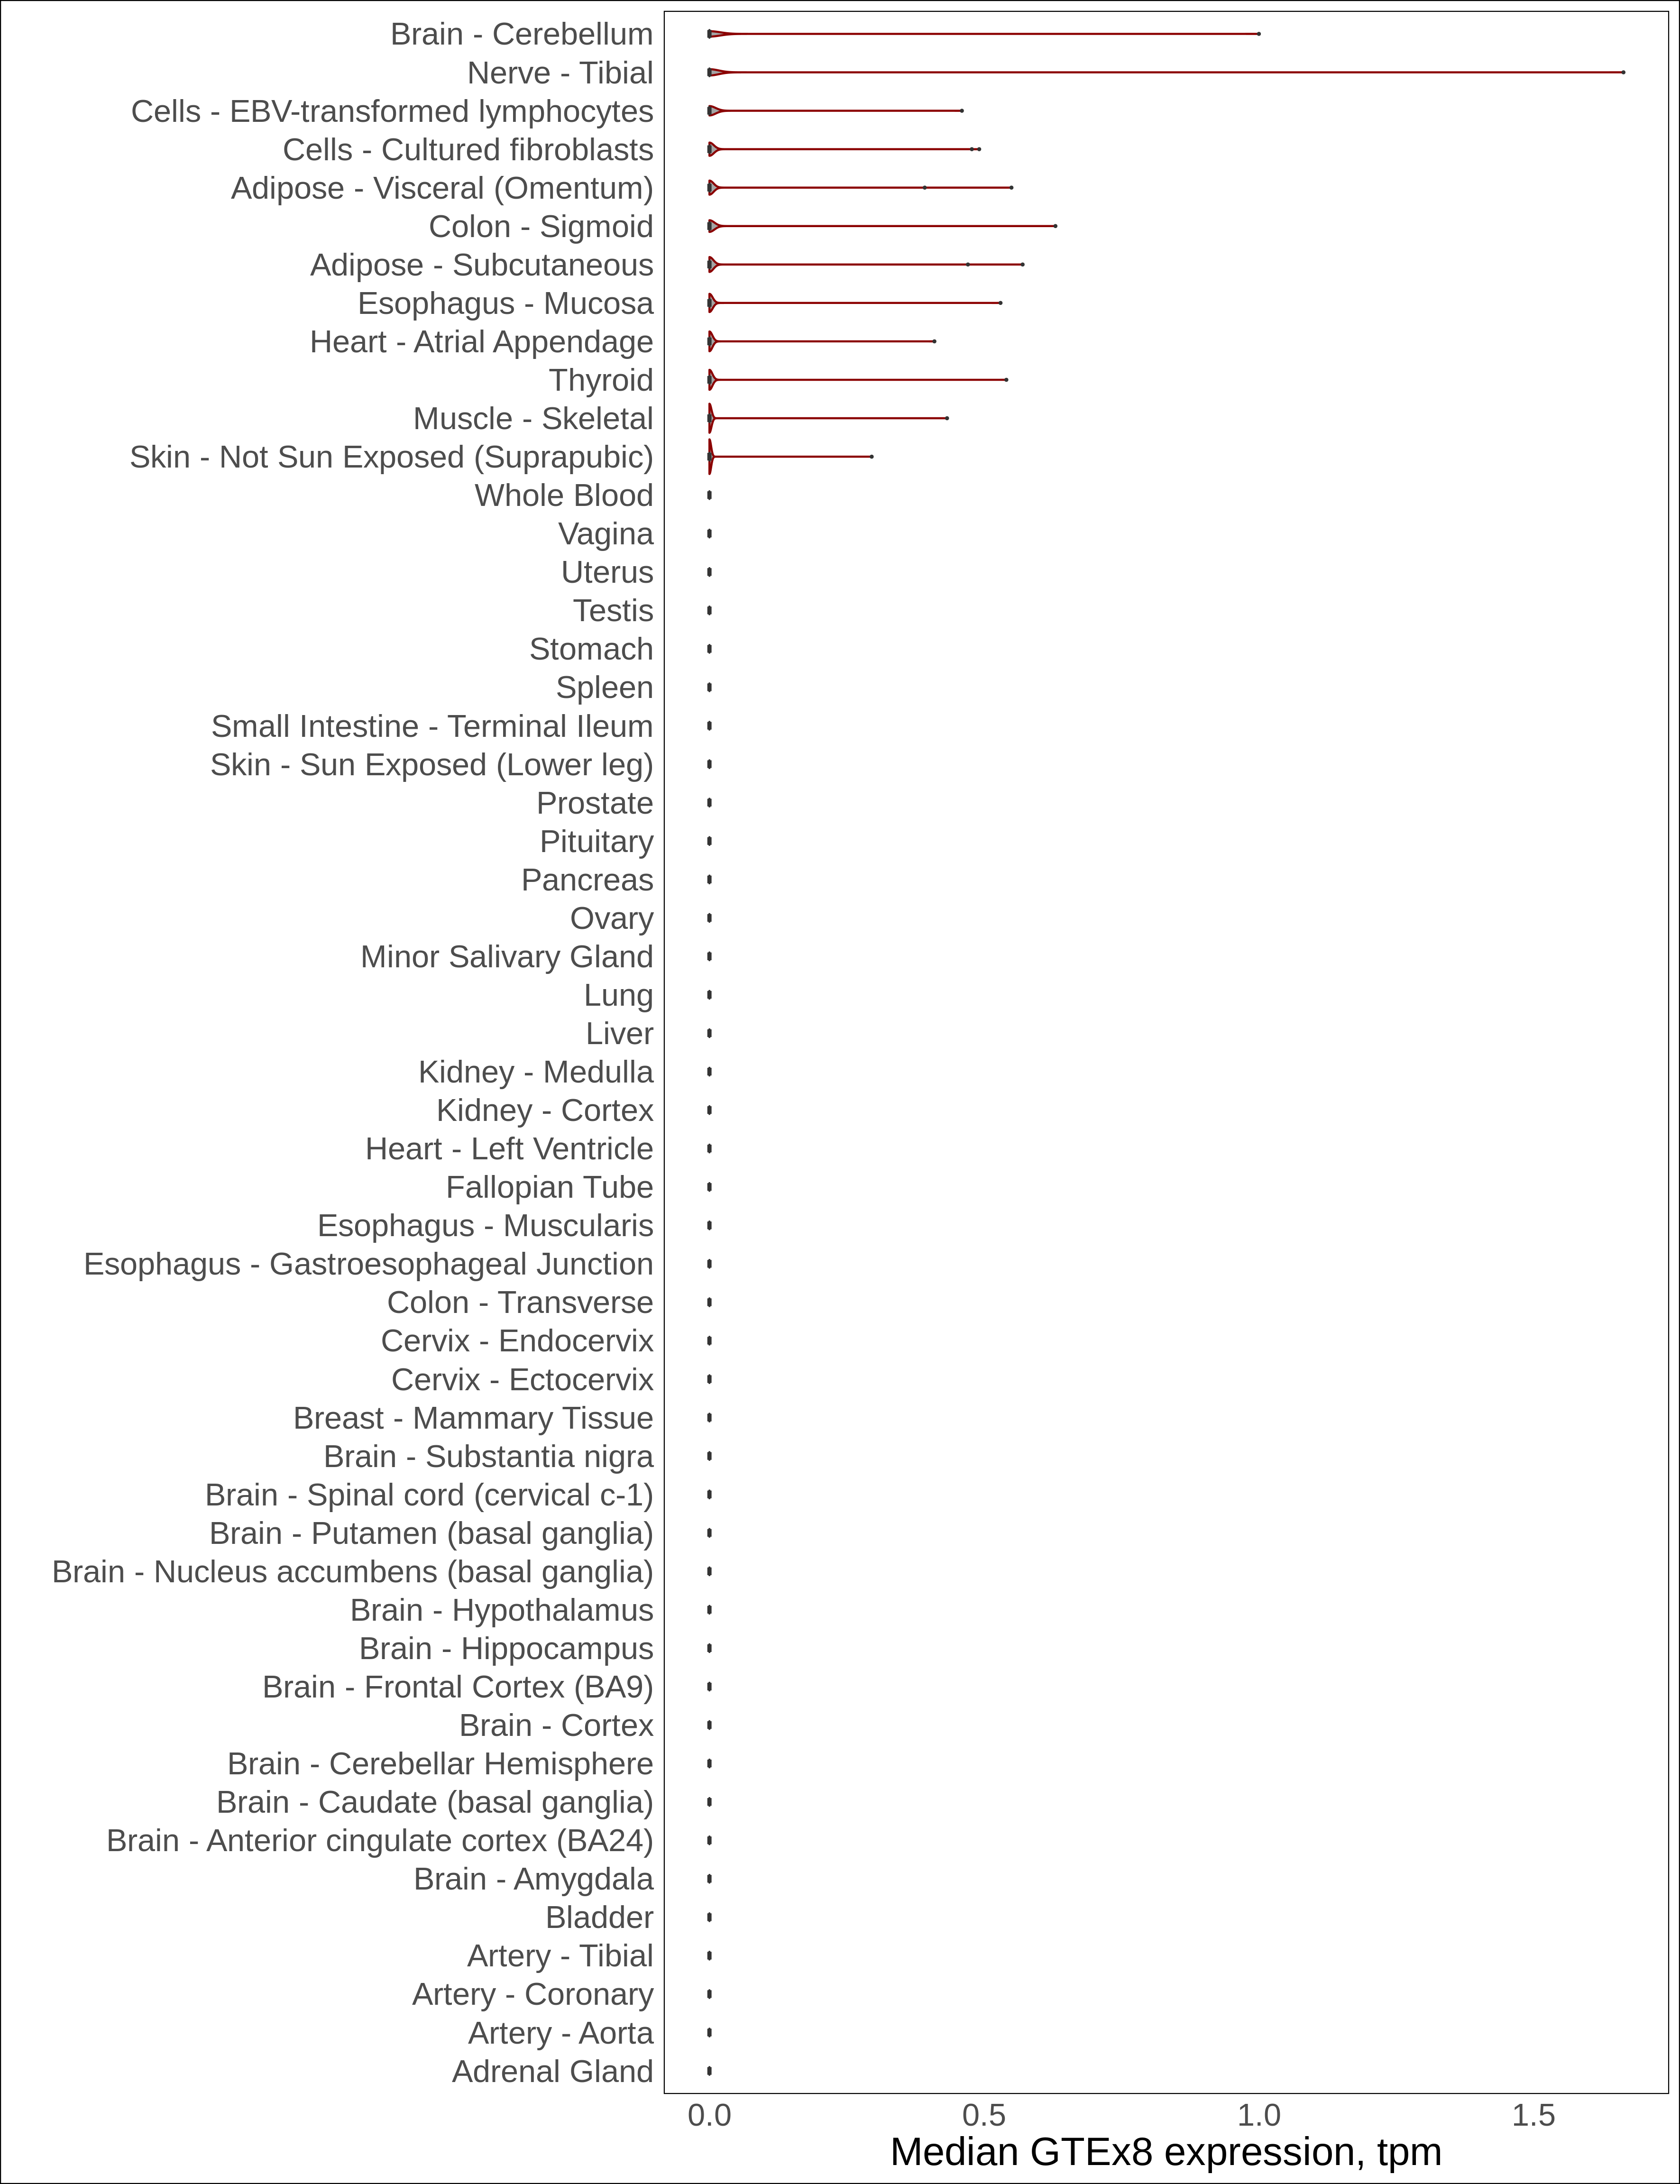 Brain - Cerebellum
Nerve - Tibial
Cells - EBV-transformed lymphocytes
Cells - Cultured fibroblasts
Adipose - Visceral (Omentum)
Colon - Sigmoid
Adipose - Subcutaneous
Esophagus - Mucosa
Heart - Atrial Appendage
Thyroid
Muscle - Skeletal
Skin - Not Sun Exposed (Suprapubic)
Whole Blood
Vagina
Uterus
Testis
Stomach
Spleen
Small Intestine - Terminal Ileum
Skin - Sun Exposed (Lower leg)
Prostate
Pituitary
Pancreas
Ovary
Minor Salivary Gland
Lung
Liver
Kidney - Medulla
Kidney - Cortex
Heart - Left Ventricle
Fallopian Tube
Esophagus - Muscularis
Esophagus - Gastroesophageal Junction
Colon - Transverse
Cervix - Endocervix
Cervix - Ectocervix
Breast - Mammary Tissue
Brain - Substantia nigra
Brain - Spinal cord (cervical c-1)
Brain - Putamen (basal ganglia)
Brain - Nucleus accumbens (basal ganglia)
Brain - Hypothalamus
Brain - Hippocampus
Brain - Frontal Cortex (BA9)
Brain - Cortex
Brain - Cerebellar Hemisphere
Brain - Caudate (basal ganglia)
Brain - Anterior cingulate cortex (BA24)
Brain - Amygdala
Bladder
Artery - Tibial
Artery - Coronary
Artery - Aorta
Adrenal Gland
0.0 0.5 1.0 1.5
Median GTEx8 expression, tpm